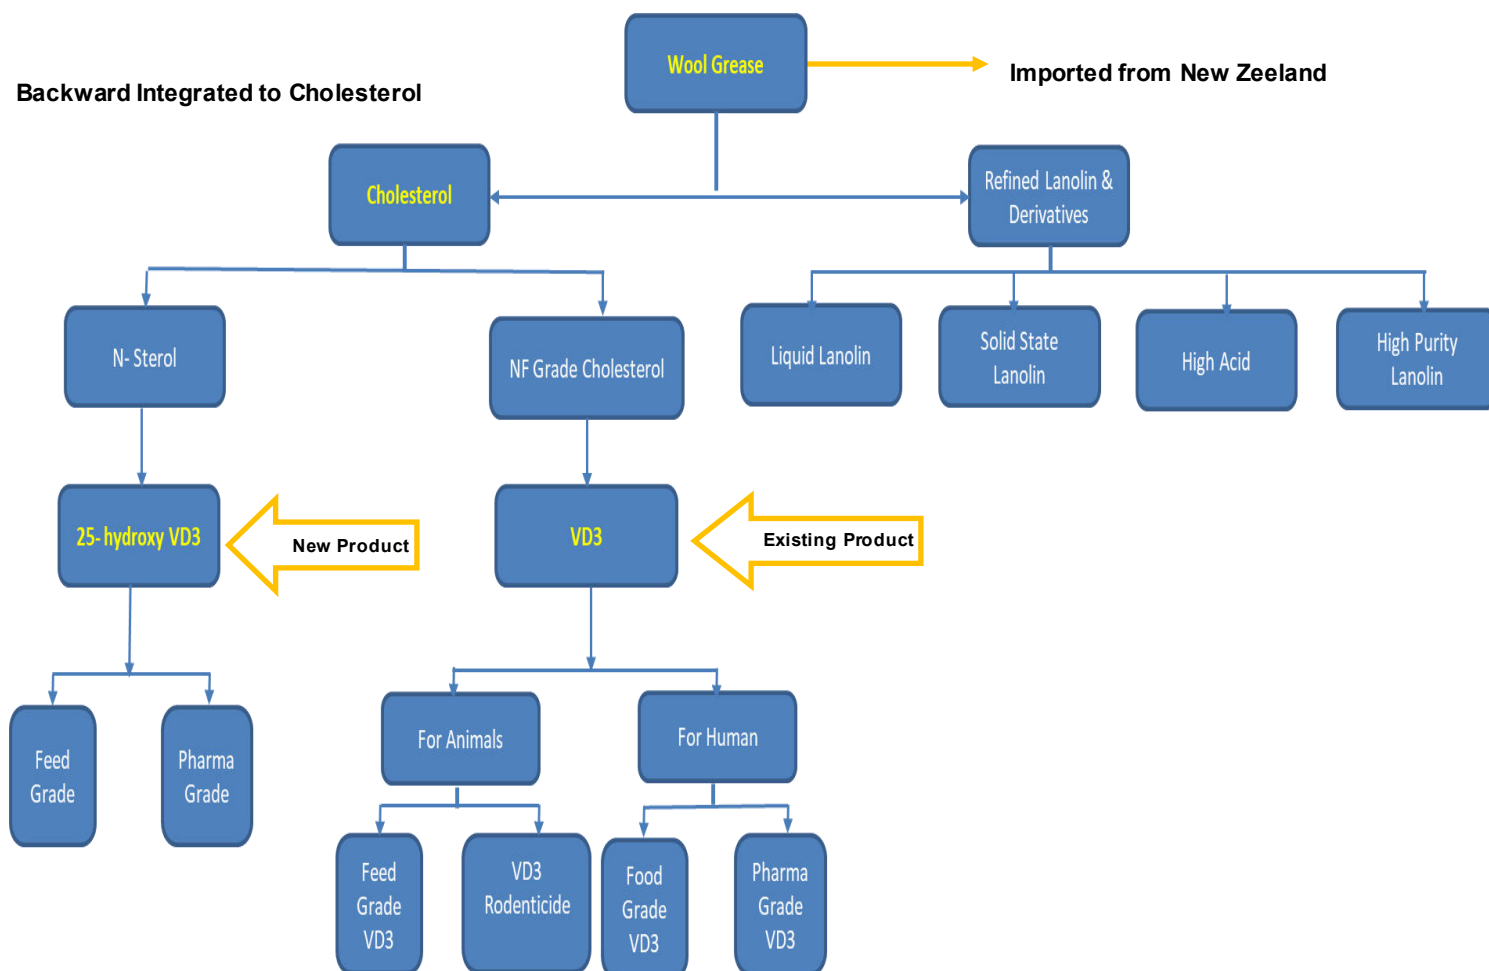 Wool Grease
Imported from New Zeeland
Backward Integrated to Cholesterol
Cholesterol
Refined Lanolin &
Derivatives
N- Sterol
NF Grade Cholesterol
Liquid Lanolin
Solid State
Lanolin
High Acid
High Purity
Lanolin
25- hydroxy VD3
New Product
VD3
Existing Product
Feed
Grade
Pharma
Grade
For Animals
For Human
Feed
Grade
VD3
VD3
Rodenticide
Food
Grade
VD3
Pharma
Grade
VD3